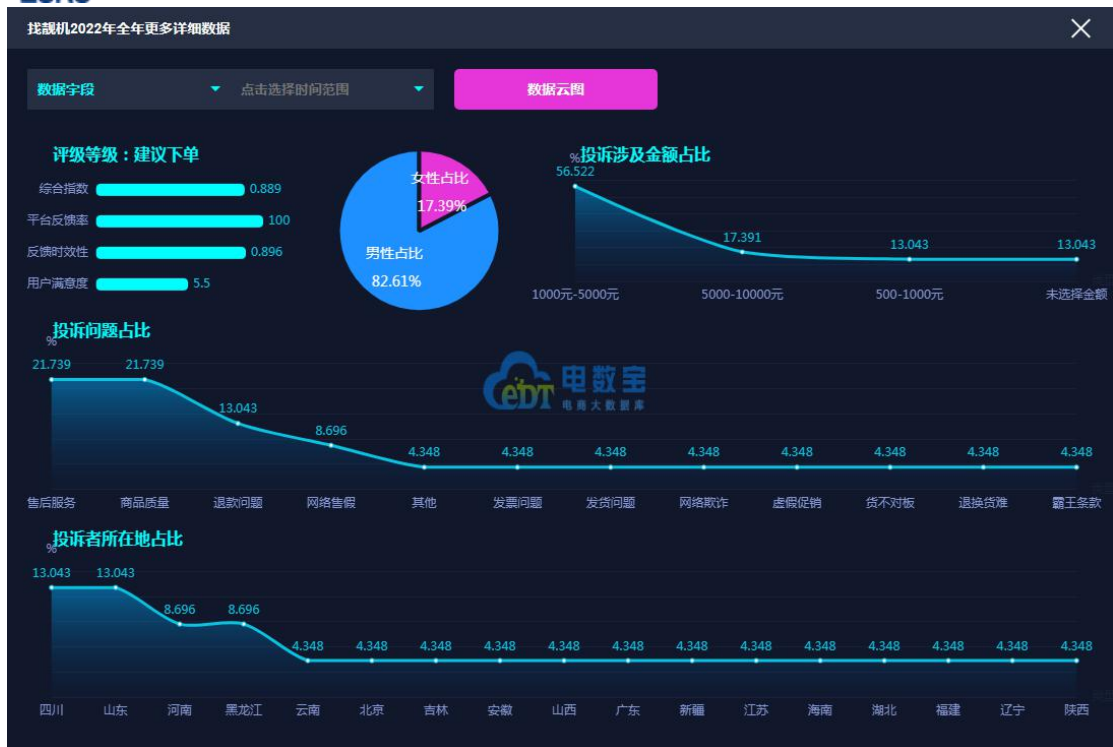 找靓机2022年全年更多详细数据
数据字段
点击选择时间范围
数据云图
评级等级：建议下单
综合指数 0.889
平台反馈率 100
反馈时效性 0.896
用户满意度 5.5
女性占比
17.39%
男性占比
82.61%
投诉涉及金额占比
%
56.522 17.391 13.043 13.043
1000元-5000元 5000-10000元 500-1000元 未选择金额
投诉问题占比
%
21.739 21.739 13.043 8.696 4.348 4.348 4.348 4.348 4.348 4.348 4.348 4.348
售后服务 商品质量 退款问题 网络售假 其他 发票问题 发货问题 网络欺诈 虚假促销 货不对板 退换货难 霸王条款
eDT 电数宝
电商大数据库
投诉者所在地占比
%
13.043 13.043 8.696 8.696 4.348 4.348 4.348 4.348 4.348 4.348 4.348 4.348 4.348 4.348 4.348 4.348 4.348
四川 山东 河南 黑龙江 云南 北京 吉林 安徽 山西 广东 新疆 江苏 海南 湖北 福建 辽宁 陕西